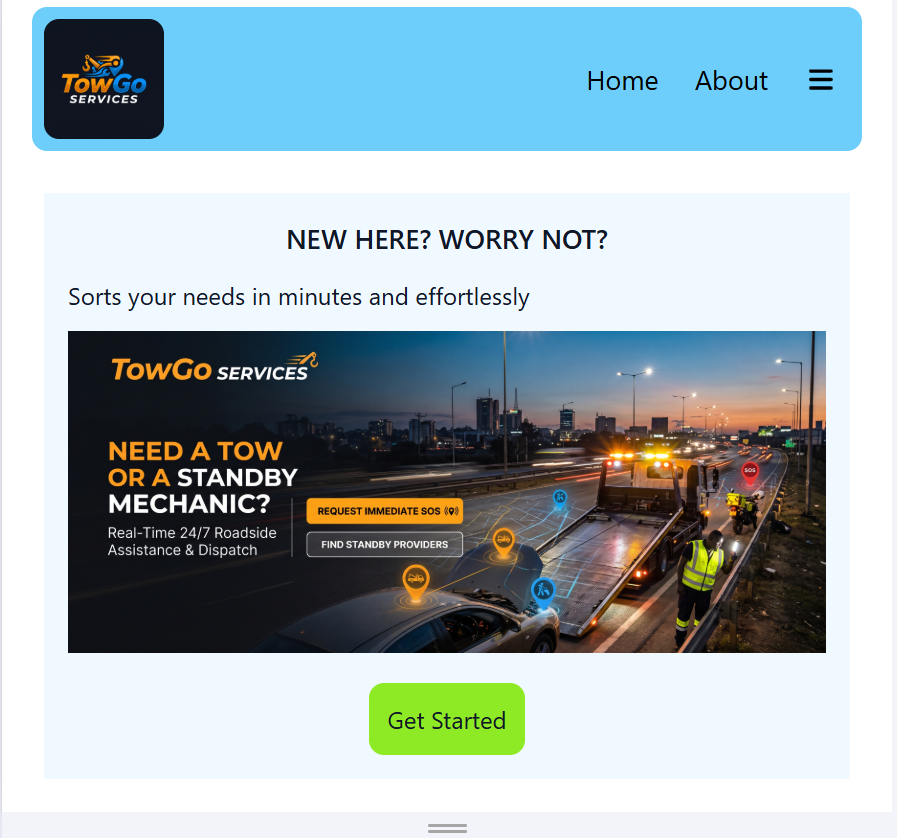 TowGo
SERVICES
Home
About
NEW HERE? WORRY NOT?
Sorts your needs in minutes and effortlessly
TowGo SERVICES
NEED A TOW
OR A STANDBY
MECHANIC?
Real-Time 24/7 Roadside
Assistance & Dispatch
REQUEST IMMEDIATE SOS
FIND STANDBY PROVIDERS
SOS
Get Started